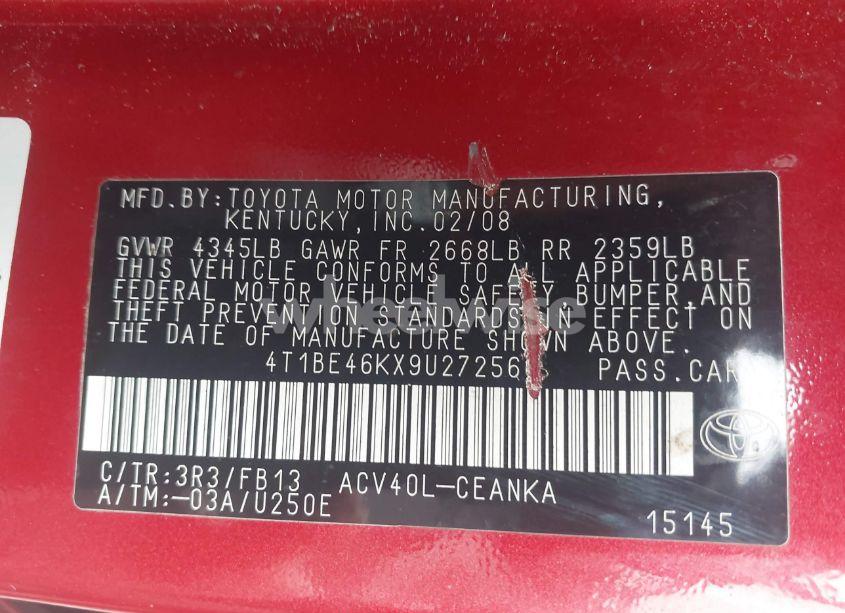 MFD.BY:TOYOTA MOTOR MANUFACTURING,
KENTUCKY,INC.02/08
GVWR 4345LB GAWR FR 2668LB RR 2359LB
THIS VEHICLE CONFORMS TO ALL APPLICABLE
FEDERAL MOTOR VEHICLE SAFETY BUMPER,AND
wheelwise
THEFT PREVENTION STANDARDS IN EFFECT ON
THE DATE OF MANUFACTURE SHOWN ABOVE.
4T1BE46KX9U27256 PASS.CAR
C/TR:3R3/FB13 ACV40L-CEANKA
A/TM:-03A/U250E
15145